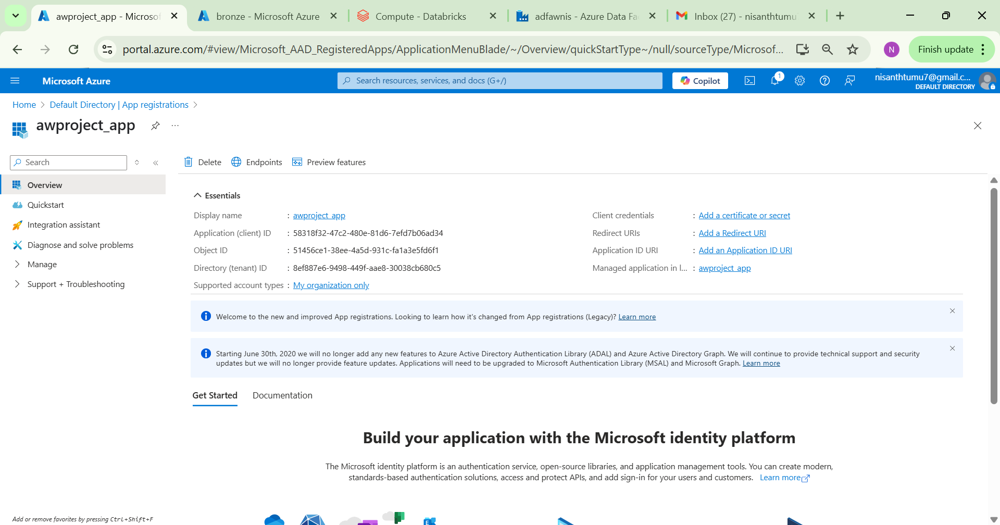 awproject_app - Microsof
bronze - Microsoft Azure
Compute - Databricks
adfawnis - Azure Data Fa
Inbox (27) - nisanthtumu
portal.azure.com/#view/Microsoft_AAD_RegisteredApps/ApplicationMenuBlade/~/Overview/quickStartType~/null/sourceType/Microsof...
N
Finish update
Microsoft Azure
Search resources, services, and docs (G+/)
Copilot
1
nisanthtumu7@gmail.c...
DEFAULT DIRECTORY
Home > Default Directory | App registrations >
awproject_app
...
Search
Delete
Endpoints
Preview features
Overview
Quickstart
Integration assistant
Diagnose and solve problems
Manage
Support + Troubleshooting
Essentials
Display name : awproject_app
Application (client) ID : 58318f32-47c2-480e-81d6-7efd7b06ad34
Object ID : 51456ce1-38ee-4a5d-931c-fa1a3e5fd6f1
Directory (tenant) ID : 8ef887e6-9498-449f-aae8-30038cb680c5
Supported account types : My organization only
Client credentials : Add a certificate or secret
Redirect URIs : Add a Redirect URI
Application ID URI : Add an Application ID URI
Managed application in l... : awproject_app
Welcome to the new and improved App registrations. Looking to learn how it's changed from App registrations (Legacy)? Learn more
Starting June 30th, 2020 we will no longer add any new features to Azure Active Directory Authentication Library (ADAL) and Azure Active Directory Graph. We will continue to provide technical support and security
updates but we will no longer provide feature updates. Applications will need to be upgraded to Microsoft Authentication Library (MSAL) and Microsoft Graph. Learn more
Get Started
Documentation
Build your application with the Microsoft identity platform
The Microsoft identity platform is an authentication service, open-source libraries, and application management tools. You can create modern,
standards-based authentication solutions, access and protect APIs, and add sign-in for your users and customers. Learn more
Add or remove favorites by pressing Ctrl+Shift+F